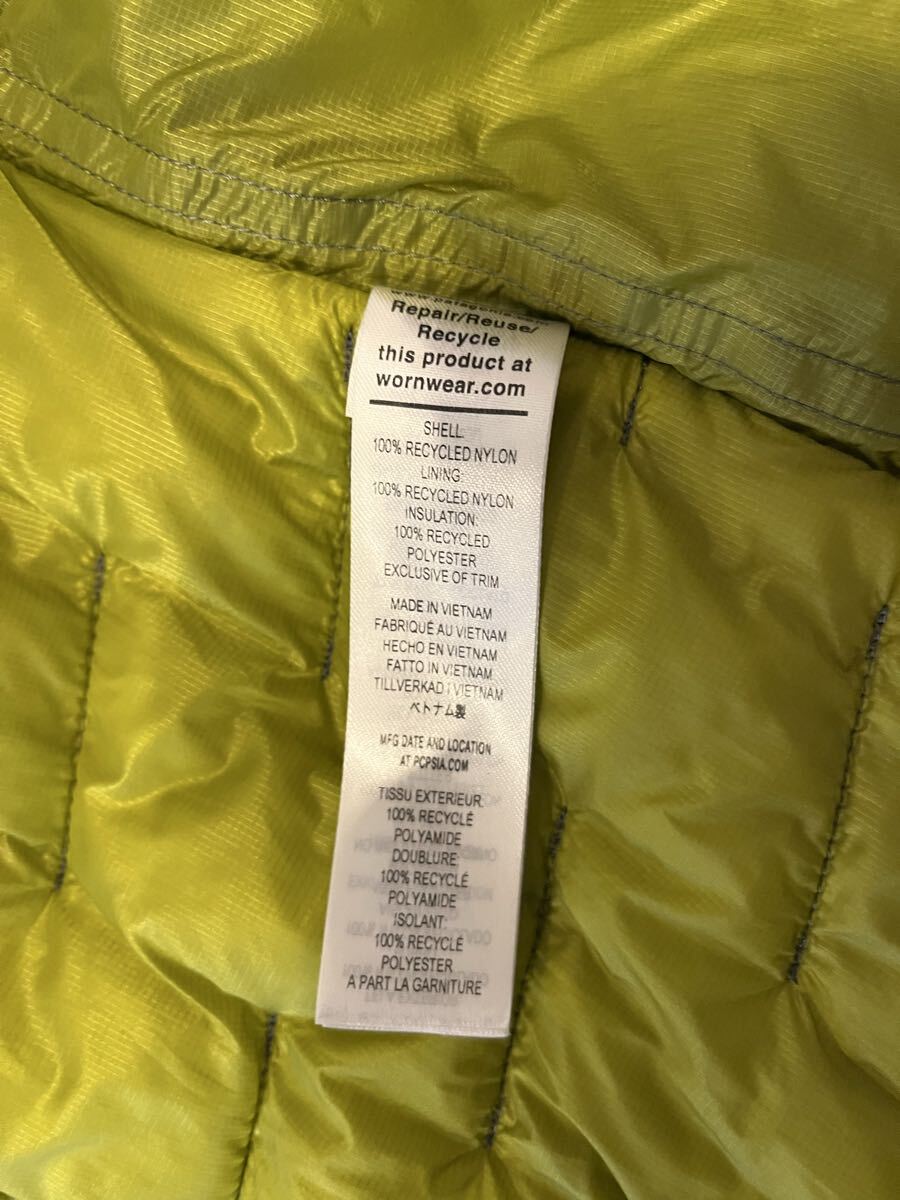 www.patagonia.com
Repair/Reuse/
Recycle
this product at
wornwear.com
SHELL:
100% RECYCLED NYLON
LINING:
100% RECYCLED NYLON
INSULATION:
100% RECYCLED
POLYESTER
EXCLUSIVE OF TRIM
MADE IN VIETNAM
FABRIQUÉ AU VIETNAM
HECHO EN VIETNAM
FATTO IN VIETNAM
TILLVERKAD I VIETNAM
ベトナム製
MFG DATE AND LOCATION
AT PCPSIA.COM
TISSU EXTERIEUR:
100% RECYCLÉ
POLYAMIDE
DOUBLURE:
100% RECYCLÉ
POLYAMIDE
ISOLANT:
100% RECYCLÉ
POLYESTER
A PART LA GARNITURE